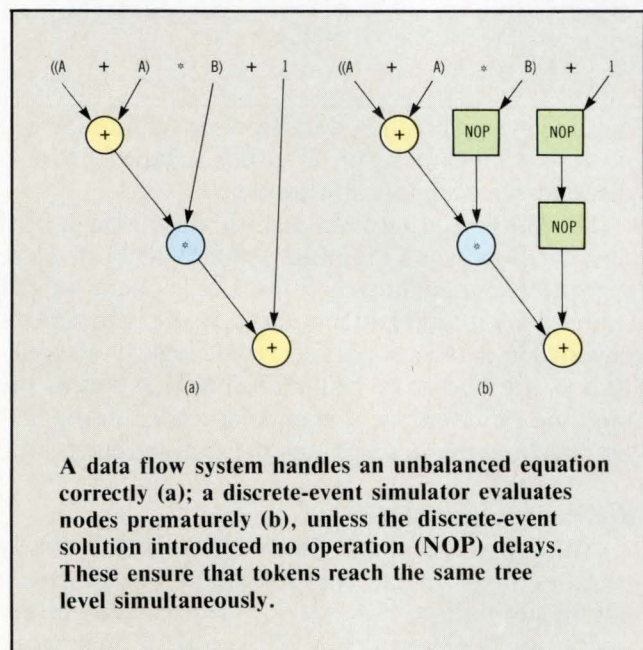 ((A + A) * B) + 1
((A + A) * B) + 1
+
NOP
NOP
+
*
*
NOP
+
+
(a)
(b)
A data flow system handles an unbalanced equation
correctly (a); a discrete-event simulator evaluates
nodes prematurely (b), unless the discrete-event
solution introduced no operation (NOP) delays.
These ensure that tokens reach the same tree
level simultaneously.